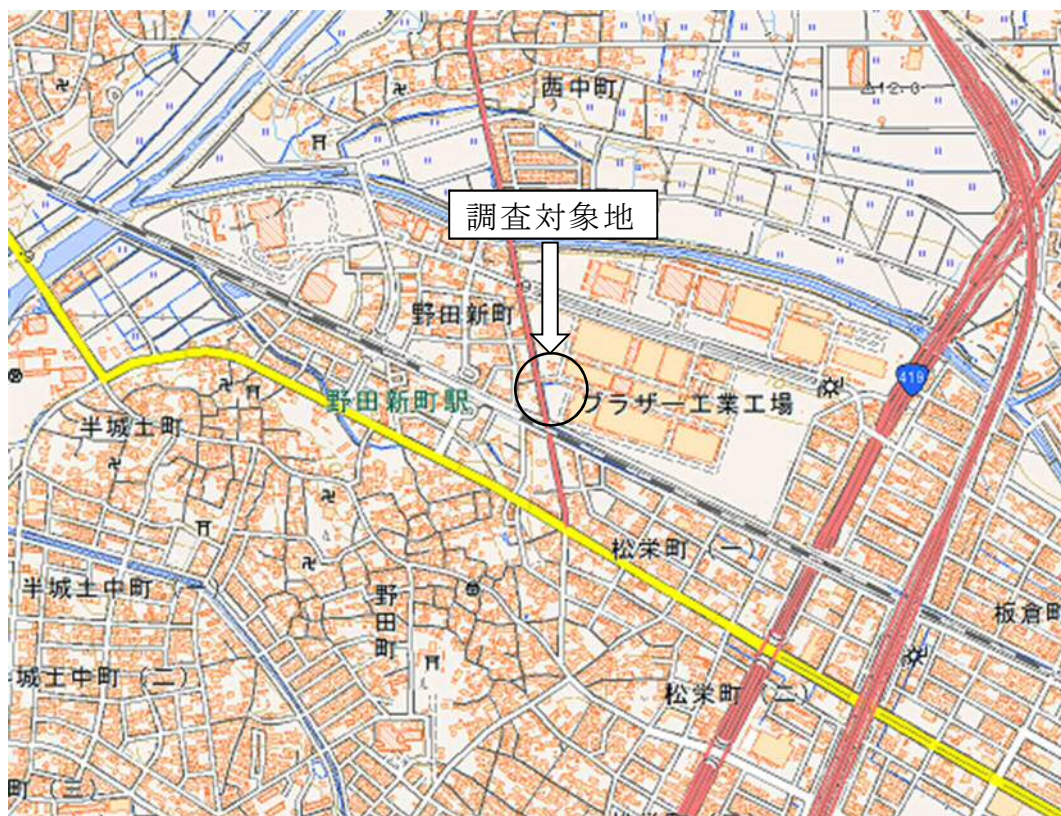 西中町
12.3
調査対象地
野田新町
419
野田新町駅
ブラザー工業工場
半城土町
松栄町(一)
半城土中町(一)
野田町
板倉町
城土中町(二)
松栄町(二)
町(三)